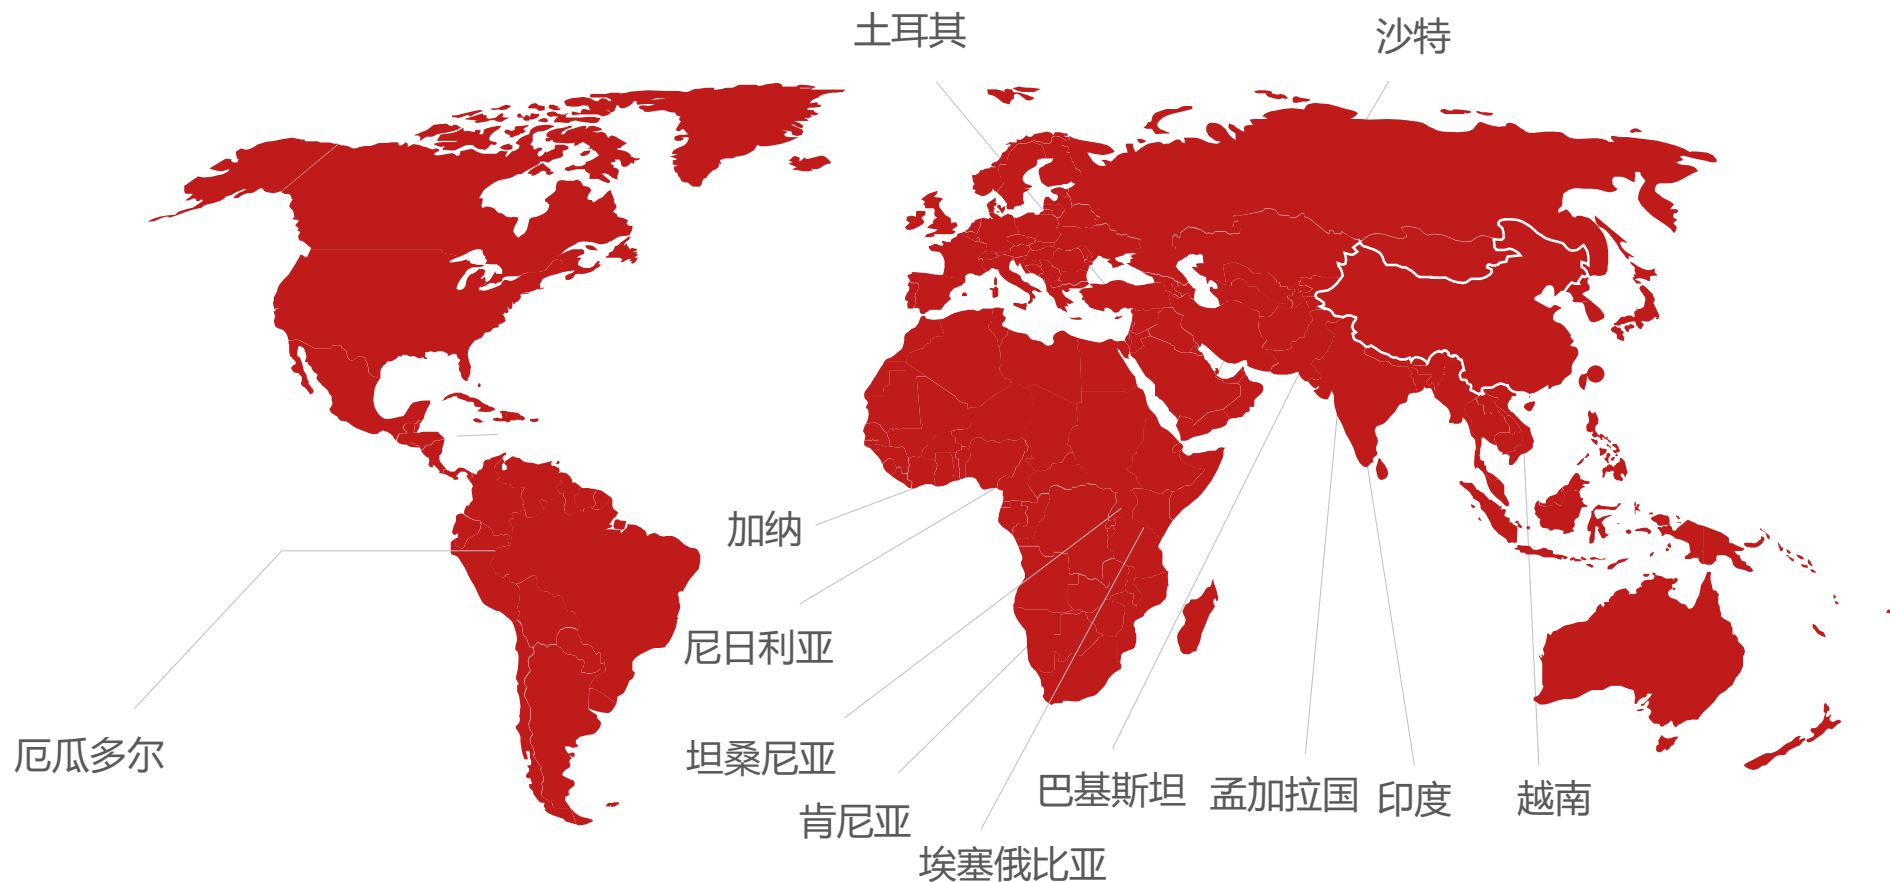 土耳其
沙特
加纳
尼日利亚
厄瓜多尔
坦桑尼亚
巴基斯坦
孟加拉国
印度
越南
肯尼亚
埃塞俄比亚